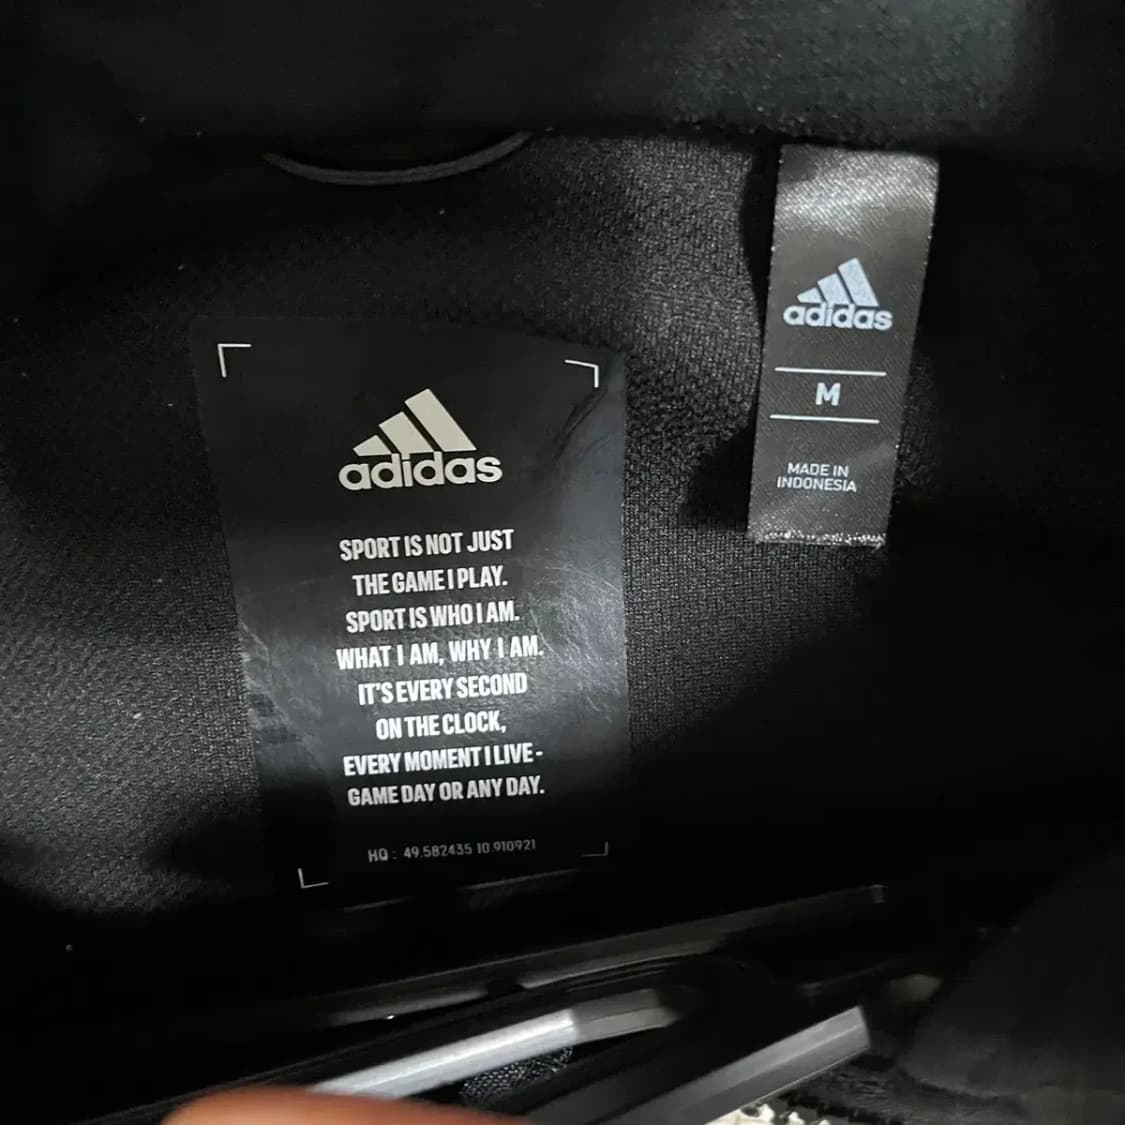 adidas
SPORT IS NOT JUST
THE GAME I PLAY.
SPORT IS WHO I AM.
WHAT I AM, WHY I AM.
IT'S EVERY SECOND
ON THE CLOCK,
EVERY MOMENT I LIVE -
GAME DAY OR ANY DAY.
HQ : 49.582435 10.910921
adidas
M
MADE IN
INDONESIA